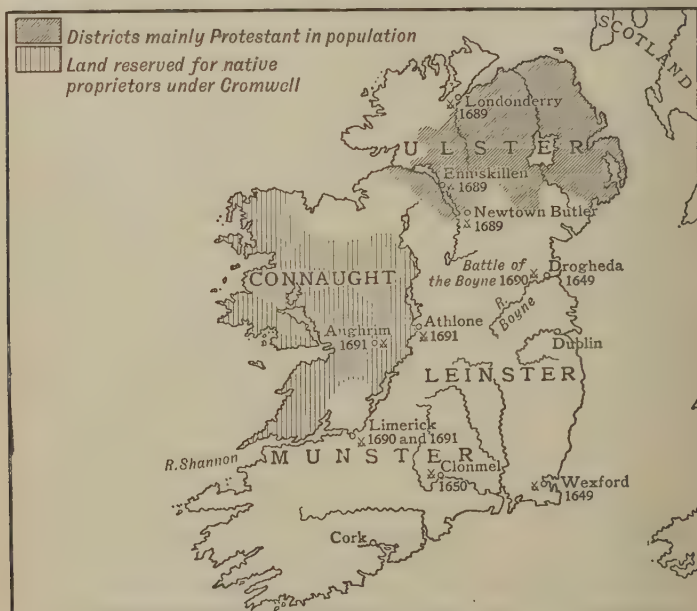 Districts mainly Protestant in population
Land reserved for native
proprietors under Cromwell
SCOTLAND
Londonderry
1689
ULSTER
Enniskillen
1689
Newtown Butler
1689
Battle of
the Boyne 1690
Drogheda
1649
R.
Boyne
CONNAUGHT
Aughrim
1691
Athlone
1691
Dublin
LEINSTER
Limerick
1690 and 1691
R. Shannon
MUNSTER
Clonmel
1650
Wexford
1649
Cork